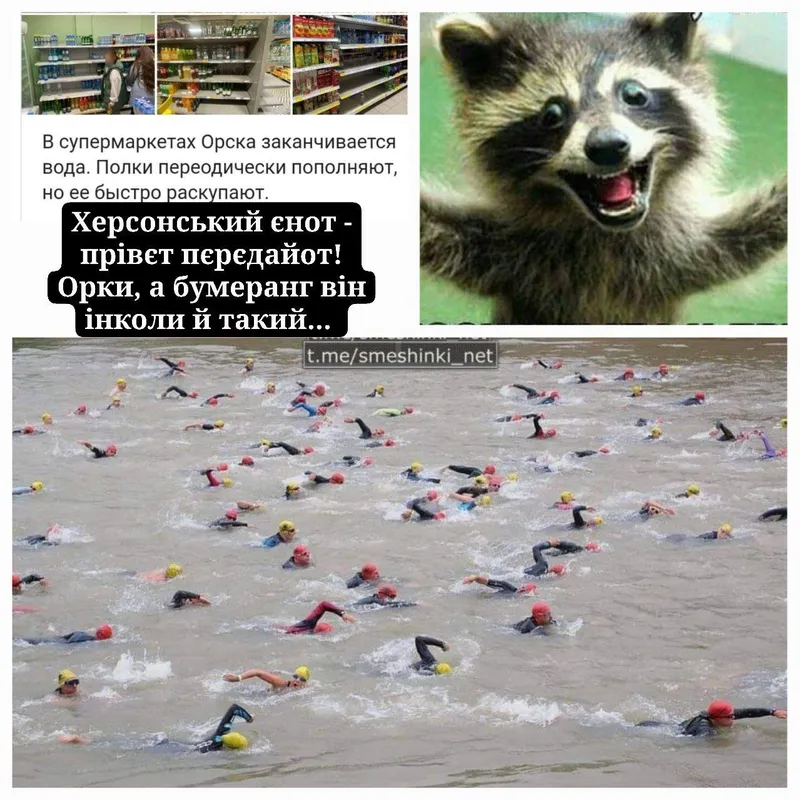 В супермаркетах Орска заканчивается
вода. Полки переодически пополняют,
но ее быстро раскупают.
Херсонський єнот -
прівєт пєрєдайот!
Орки, а бумеранг він
інколи й такий...
t.me/smeshinki_net